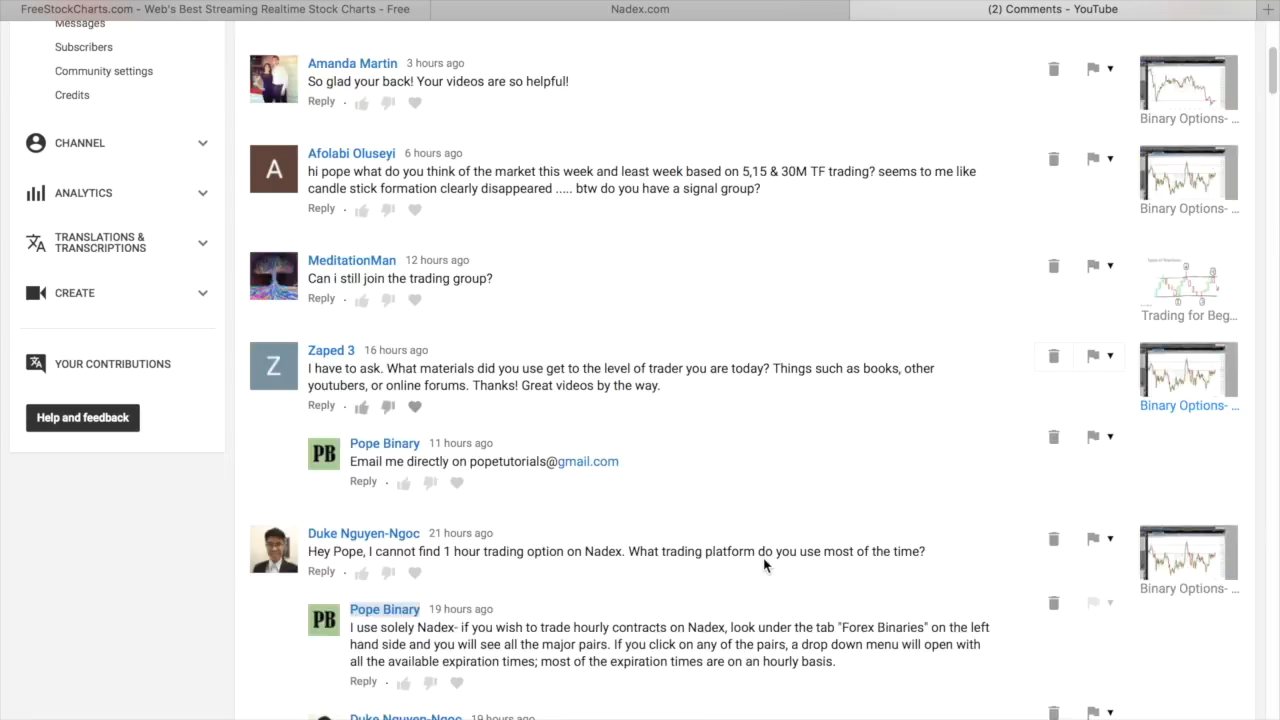 FreeStockCharts.com - Web's Best Streaming Realtime Stock Charts - Free
Nadex.com
(2) Comments - YouTube
Messages
Subscribers
Community settings
Credits
CHANNEL
ANALYTICS
TRANSLATIONS &
TRANSCRIPTIONS
CREATE
YOUR CONTRIBUTIONS
Help and feedback
Amanda Martin 3 hours ago
So glad your back! Your videos are so helpful!
Reply
Binary Options- ...
A
Afolabi Oluseyi 6 hours ago
hi pope what do you think of the market this week and least week based on 5,15 & 30M TF trading? seems to me like
candle stick formation clearly disappeared ..... btw do you have a signal group?
Reply
Binary Options- ...
MeditationMan 12 hours ago
Can i still join the trading group?
Reply
Trading for Beg...
Z
Zaped 3 16 hours ago
I have to ask. What materials did you use get to the level of trader you are today? Things such as books, other
youtubers, or online forums. Thanks! Great videos by the way.
Reply
Binary Options- ...
PB
Pope Binary 11 hours ago
Email me directly on popetutorials@gmail.com
Reply
Duke Nguyen-Ngoc 21 hours ago
Hey Pope, I cannot find 1 hour trading option on Nadex. What trading platform do you use most of the time?
Reply
Binary Options- ...
PB
Pope Binary 19 hours ago
I use solely Nadex- if you wish to trade hourly contracts on Nadex, look under the tab "Forex Binaries" on the left
hand side and you will see all the major pairs. If you click on any of the pairs, a drop down menu will open with
all the available expiration times; most of the expiration times are on an hourly basis.
Reply
Duke Nguyen-Ngoc 19 hours ago